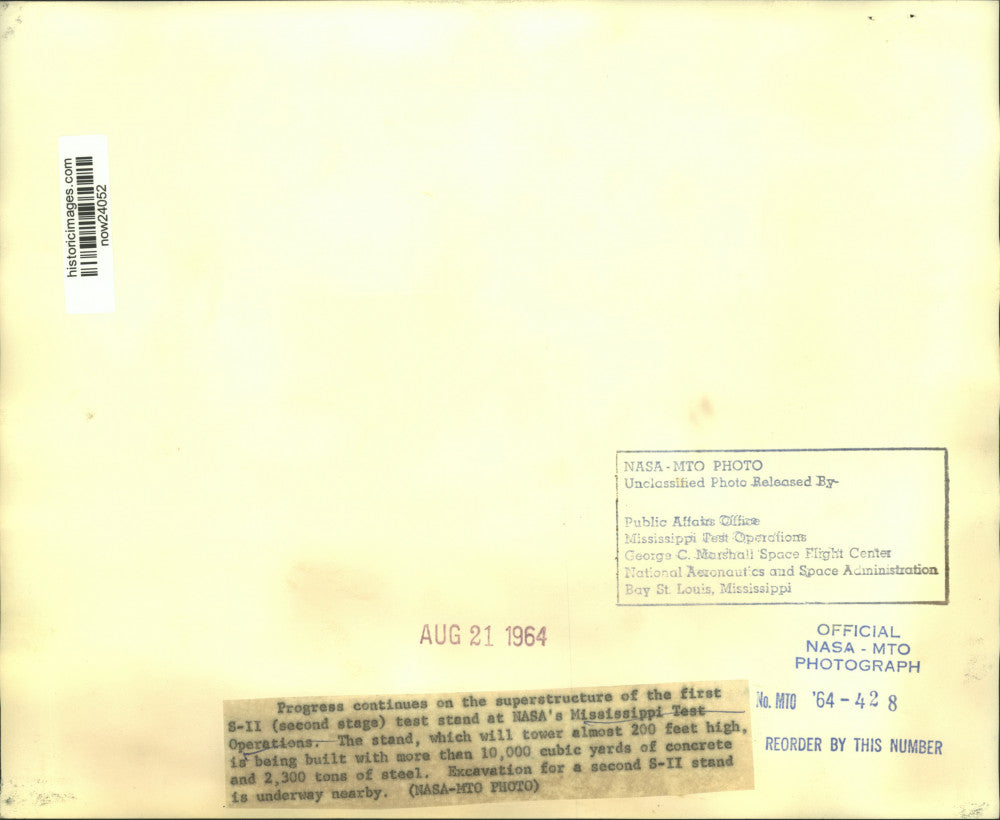 historicimages.com
now24052
NASA-MTO PHOTO
Unclassified Photo Released By-
Public Affairs Office
Mississippi Test Operations
George C. Marshall Space Flight Center
National Aeronautics and Space Administration
Bay St. Louis, Mississippi
AUG 21 1964
OFFICIAL
NASA - MTO
PHOTOGRAPH
No. MTO '64-428
REORDER BY THIS NUMBER
Progress continues on the superstructure of the first
S-II (second stage) test stand at NASA's Mississippi Test
Operations. The stand, which will tower almost 200 feet high,
is being built with more than 10,000 cubic yards of concrete
and 2,300 tons of steel. Excavation for a second S-II stand
is underway nearby. (NASA-MTO PHOTO)